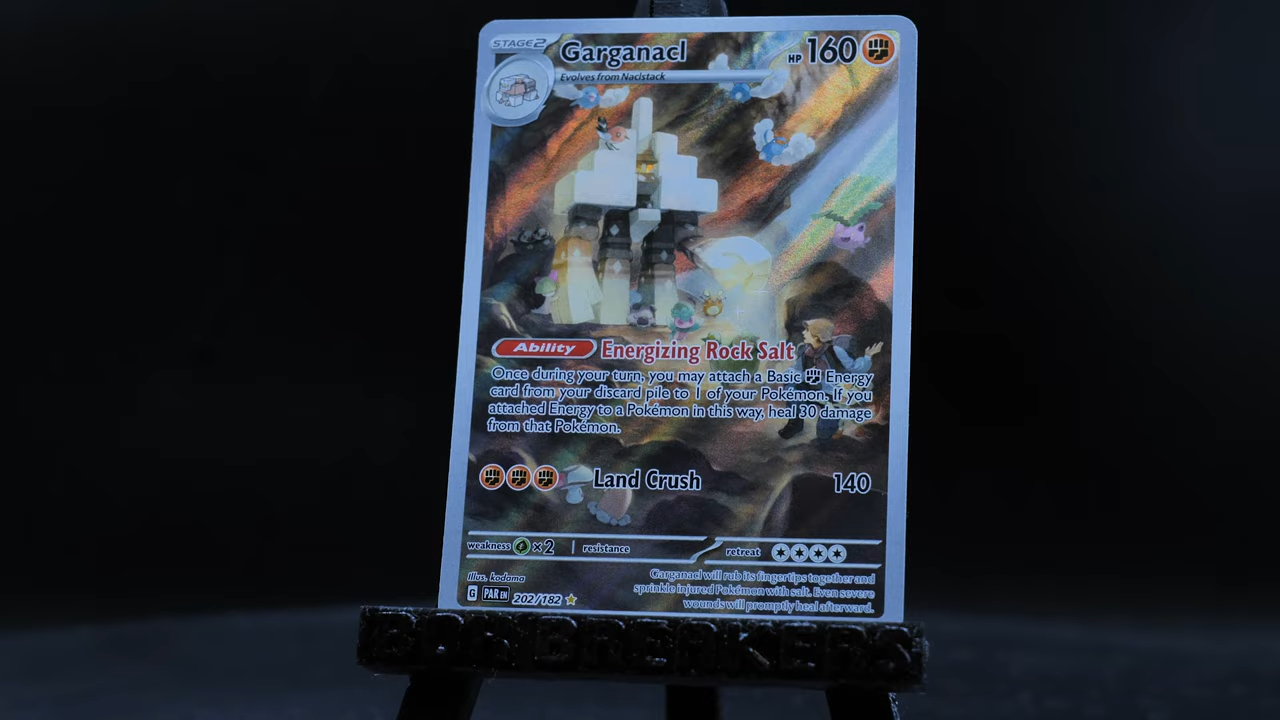 STAGE2 Garganacl HP 160
Evolves from Naclstack
Ability Energizing Rock Salt
Once during your turn, you may attach a Basic Energy
card from your discard pile to 1 of your Pokémon. If you
attached Energy to a Pokémon in this way, heal 30 damage
from that Pokémon.
Land Crush 140
weakness ×2 resistance retreat
Garganacl will rub its fingertips together and
sprinkle injured Pokémon with salt. Even severe
wounds will promptly heal afterward.
Illus. kodama
G PAR EN 202/182
BOX BREAKERS